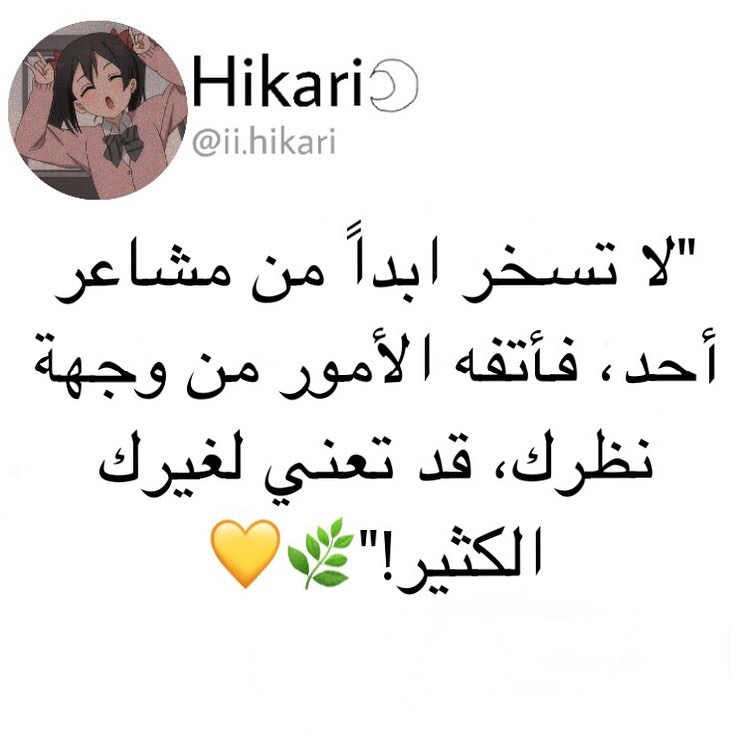 Hikari☽
@ii.hikari
"لا تسخر ابداً من مشاعر
أحد، فأتفه الأمور من وجهة
نظرك، قد تعني لغيرك
الكثير!"🌿💛